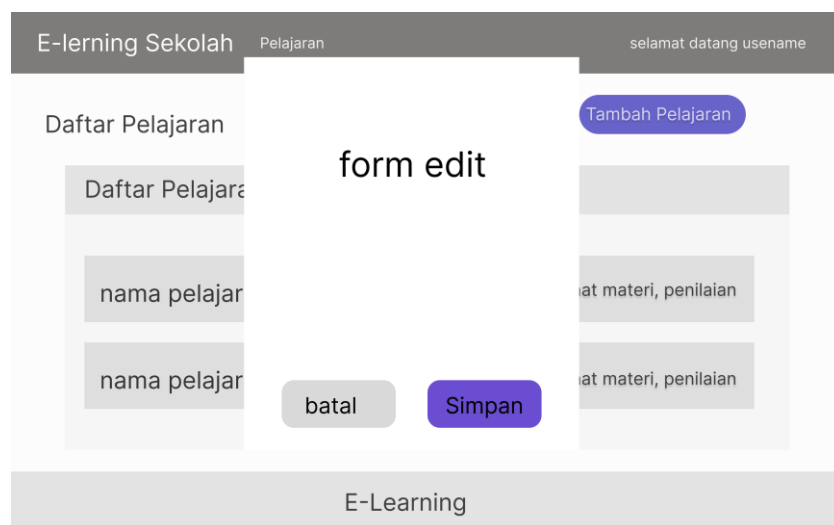 E-lerning Sekolah Pelajaran selamat datang usename
Daftar Pelajaran Tambah Pelajaran
Daftar Pelajara
form edit
nama pelajar at materi, penilaian
nama pelajar at materi, penilaian
batal Simpan
E-Learning